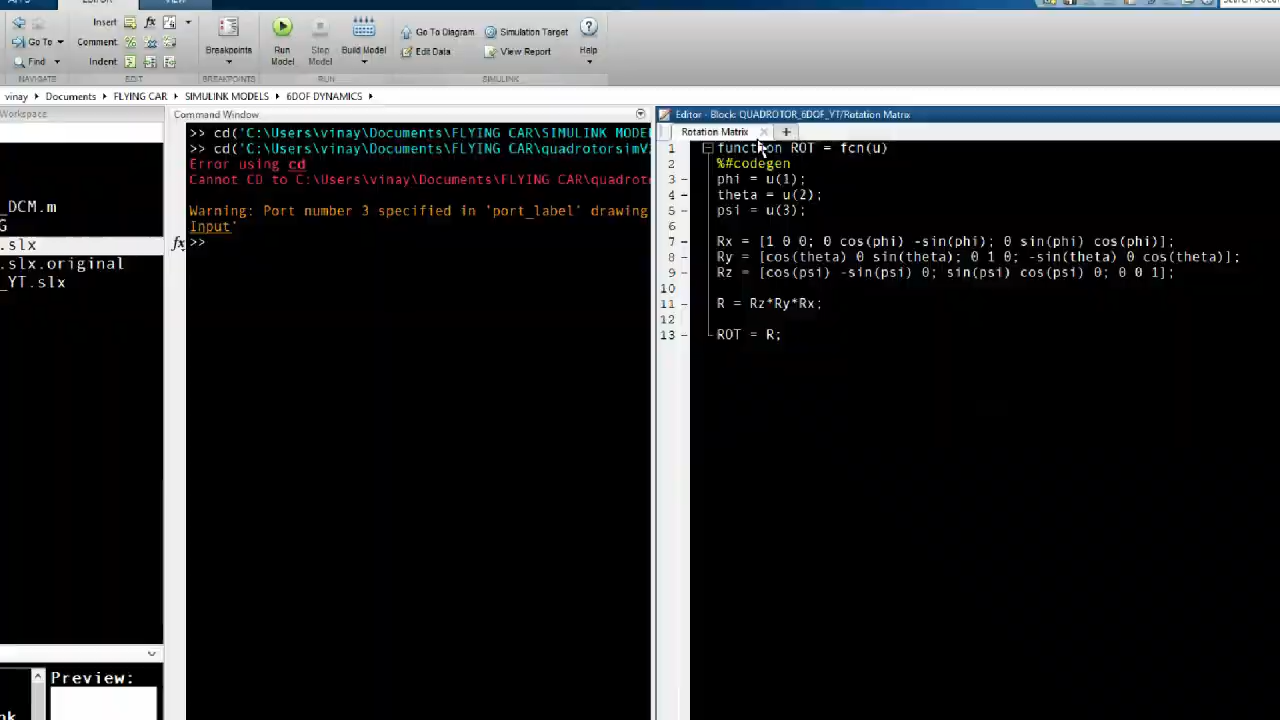 EDITOR
VIEW
Insert
fx
Go To
Comment
Find
Indent
Breakpoints
Run
Model
Stop
Model
Build Model
Go To Diagram
Edit Data
Simulation Target
View Report
Help
NAVIGATE
EDIT
BREAKPOINTS
RUN
SIMULINK
vinay
Documents
FLYING CAR
SIMULINK MODELS
6DOF DYNAMICS
Workspace
_DCM.m
G
.slx
.slx.original
_YT.slx
Preview:
Command Window
>> cd('C:\Users\vinay\Documents\FLYING CAR\SIMULINK MODE
>> cd('C:\Users\vinay\Documents\FLYING CAR\quadrotorsimV
Error using cd
Cannot CD to C:\Users\vinay\Documents\FLYING CAR\quadrot
Warning: Port number 3 specified in 'port_label' drawing
Input'
fx >>
Editor - Block: QUADROTOR_6DOF_YT/Rotation Matrix
Rotation Matrix
1 function ROT = fcn(u)
2 %#codegen
3 - phi = u(1);
4 - theta = u(2);
5 - psi = u(3);
6
7 - Rx = [1 0 0; 0 cos(phi) -sin(phi); 0 sin(phi) cos(phi)];
8 - Ry = [cos(theta) 0 sin(theta); 0 1 0; -sin(theta) 0 cos(theta)];
9 - Rz = [cos(psi) -sin(psi) 0; sin(psi) cos(psi) 0; 0 0 1];
10
11 - R = Rz*Ry*Rx;
12
13 - ROT = R;